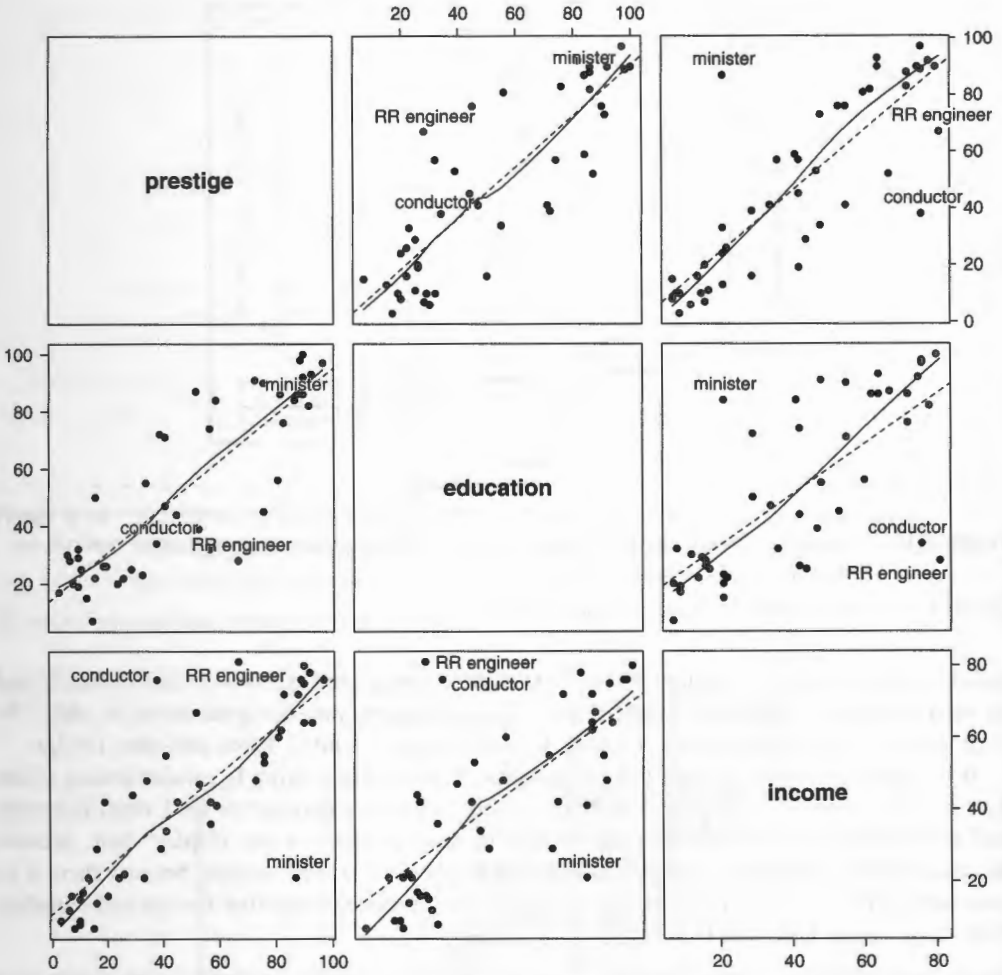 20 40 60 80 100
prestige
minister
RR engineer
conductor
minister
RR engineer
conductor
100
80
60
40
20
0
100
80
60
40
20
minister
conductor
RR engineer
education
minister
conductor
RR engineer
conductor
RR engineer
minister
RR engineer
conductor
minister
income
80
60
40
20
0 20 40 60 80 100
20 40 60 80